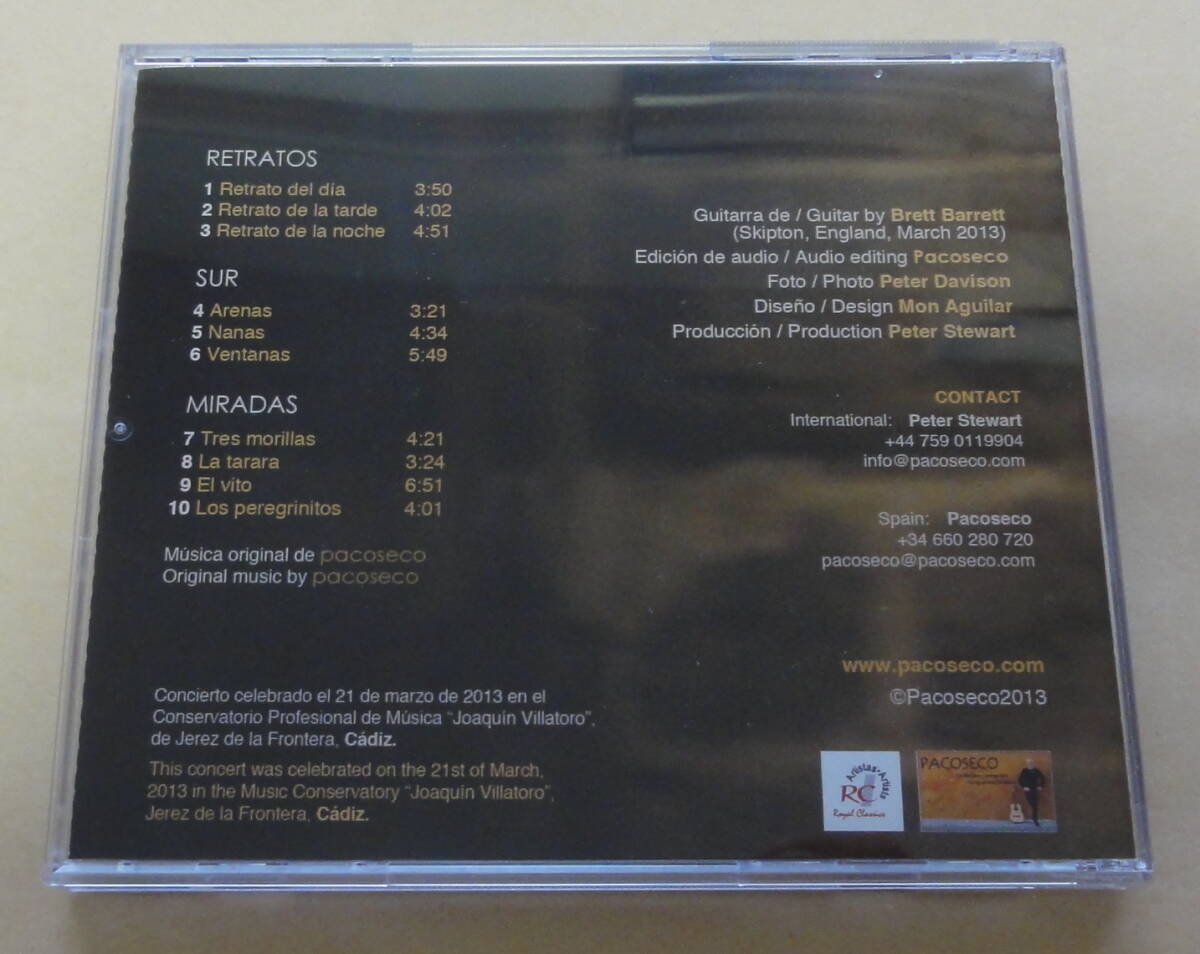 RETRATOS
1 Retrato del día 3:50
2 Retrato de la tarde 4:02
3 Retrato de la noche 4:51
SUR
4 Arenas 3:21
5 Nanas 4:34
6 Ventanas 5:49
MIRADAS
7 Tres morillas 4:21
8 La tarara 3:24
9 El vito 6:51
10 Los peregrinitos 4:01
Música original de pacoseco
Original music by pacoseco
Concierto celebrado el 21 de marzo de 2013 en el
Conservatorio Profesional de Música “Joaquín Villatoro”,
de Jerez de la Frontera, Cádiz.
This concert was celebrated on the 21st of March,
2013 in the Music Conservatory “Joaquín Villatoro”,
Jerez de la Frontera, Cádiz.
Guitarra de / Guitar by Brett Barrett
(Skipton, England, March 2013)
Edición de audio / Audio editing Pacoseco
Foto / Photo Peter Davison
Diseño / Design Mon Aguilar
Producción / Production Peter Stewart
CONTACT
International: Peter Stewart
+44 759 0119904
info@pacoseco.com
Spain: Pacoseco
+34 660 280 720
pacoseco@pacoseco.com
www.pacoseco.com
©Pacoseco2013
Artistas·Artists
RC
Royal Classics
PACOSECO